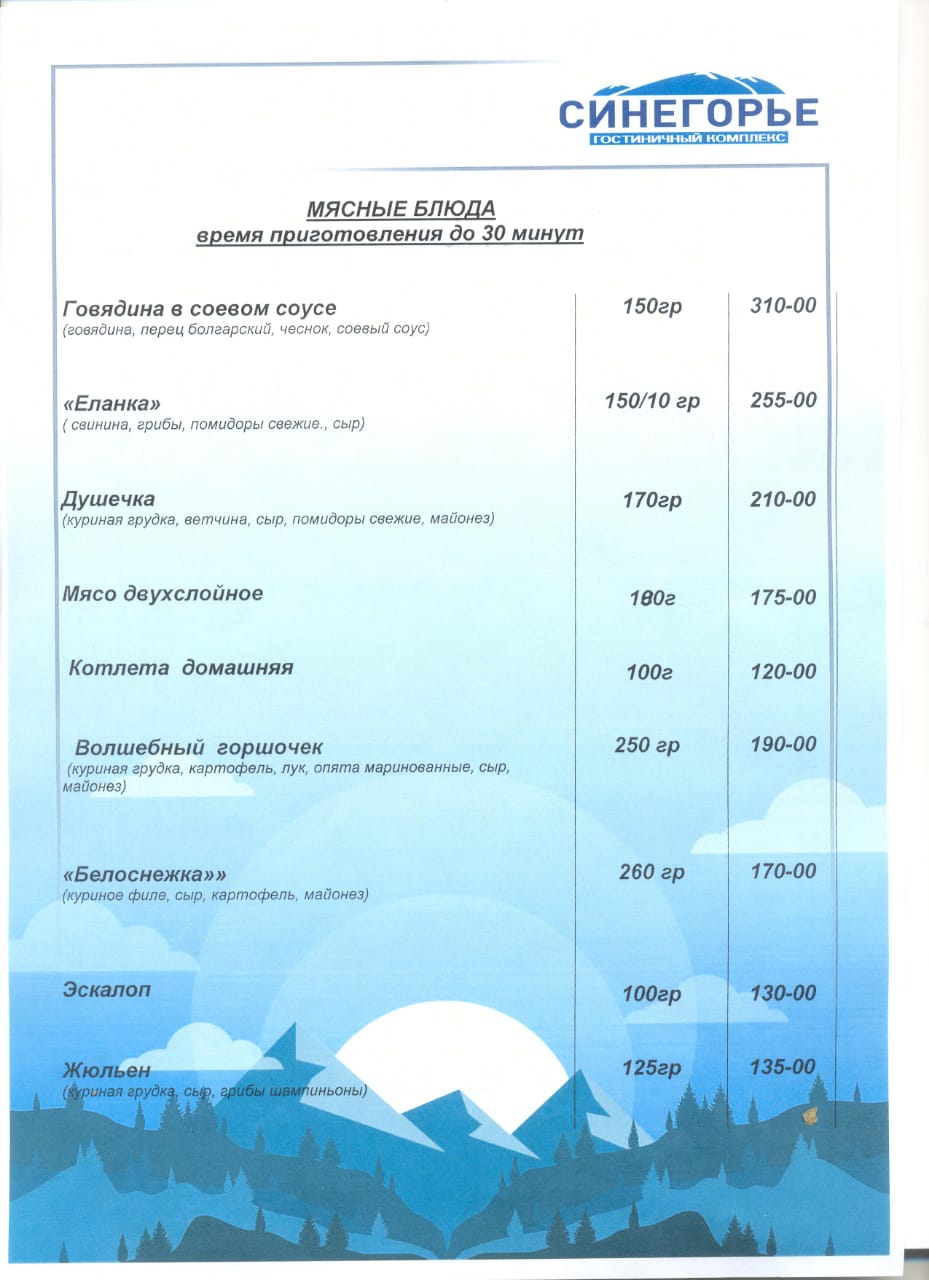 СИНЕГОРЬЕ
ГОСТИНИЧНЫЙ КОМПЛЕКС
МЯСНЫЕ БЛЮДА
время приготовления до 30 минут
Говядина в соевом соусе 150гр 310-00
(говядина, перец болгарский, чеснок, соевый соус)
«Еланка» 150/10 гр 255-00
( свинина, грибы, помидоры свежие., сыр)
Душечка 170гр 210-00
(куриная грудка, ветчина, сыр, помидоры свежие, майонез)
Мясо двухслойное 180г 175-00
Котлета домашняя 100г 120-00
Волшебный горшочек 250 гр 190-00
(куриная грудка, картофель, лук, опята маринованные, сыр,
майонез)
«Белоснежка»» 260 гр 170-00
(куриное филе, сыр, картофель, майонез)
Эскалоп 100гр 130-00
Жюльен 125гр 135-00
(куриная грудка, сыр, грибы шампиньоны)